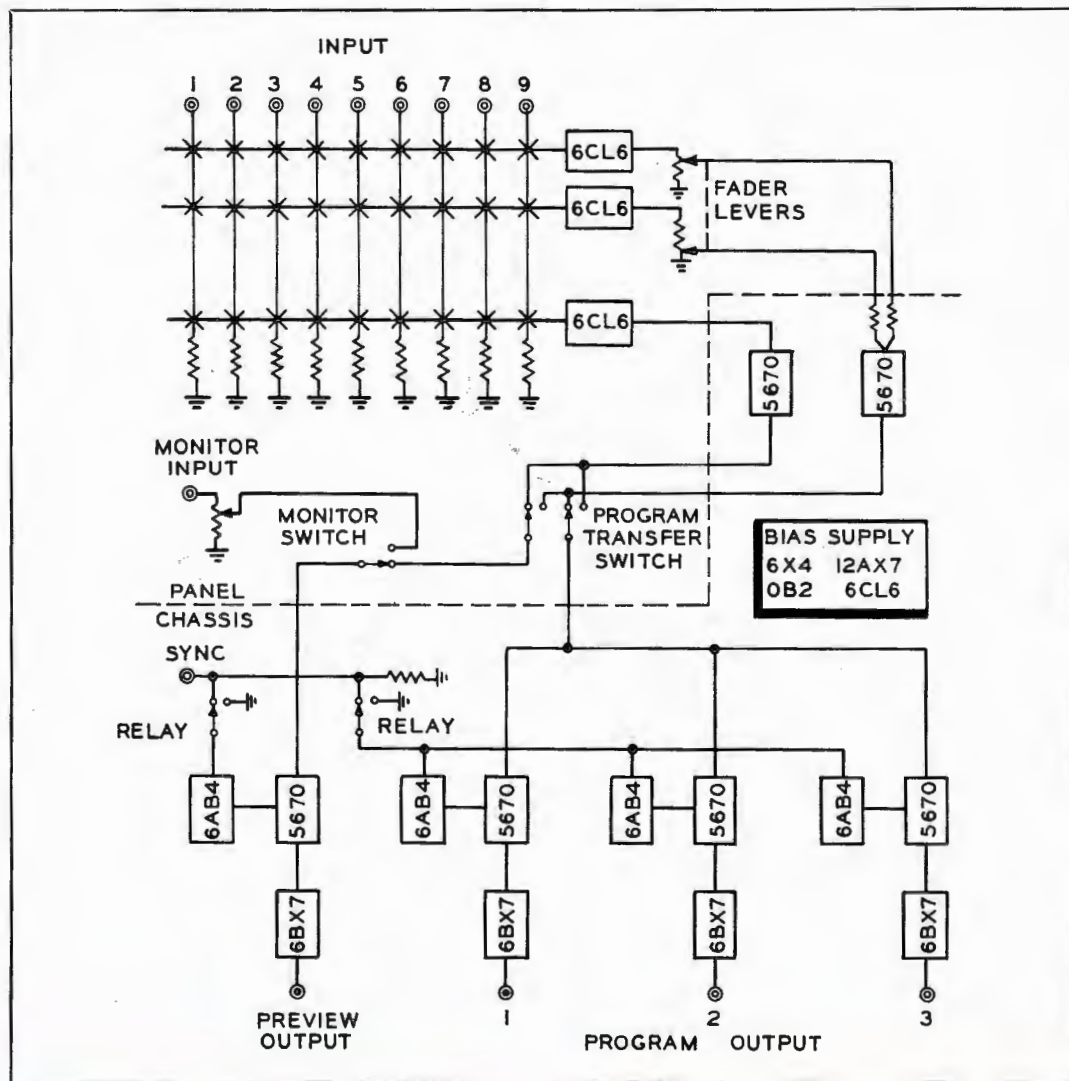 INPUT
1 2 3 4 5 6 7 8 9
6CL6
6CL6
FADER
LEVERS
6CL6
5670
5670
MONITOR
INPUT
MONITOR
SWITCH
PROGRAM
TRANSFER
SWITCH
BIAS SUPPLY
6X4 12AX7
OB2 6CL6
PANEL
CHASSIS
SYNC
RELAY
RELAY
6AB4
5670
6AB4
5670
6AB4
5670
6AB4
5670
6BX7
6BX7
6BX7
6BX7
PREVIEW
OUTPUT
1
2
3
PROGRAM OUTPUT